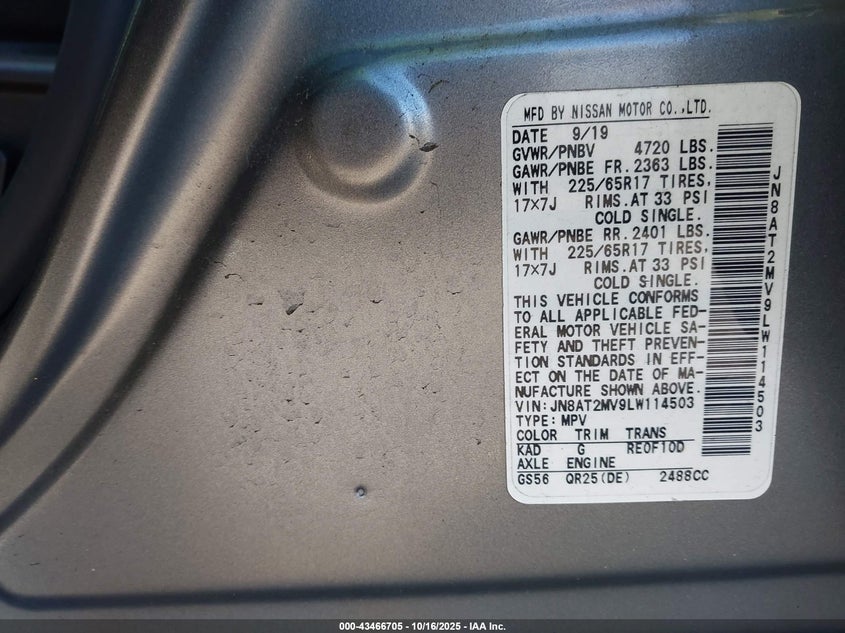 MFD BY NISSAN MOTOR CO.,LTD.
DATE 9/19
GVWR/PNBV 4720 LBS.
GAWR/PNBE FR. 2363 LBS.
WITH 225/65R17 TIRES,
17X7J RIMS.AT 33 PSI
COLD SINGLE.
GAWR/PNBE RR. 2401 LBS.
WITH 225/65R17 TIRES,
17X7J RIMS.AT 33 PSI
COLD SINGLE.
THIS VEHICLE CONFORMS
TO ALL APPLICABLE FED-
ERAL MOTOR VEHICLE SA-
FETY AND THEFT PREVEN-
TION STANDARDS IN EFF-
ECT ON THE DATE OF MA-
NUFACTURE SHOWN ABOVE.
VIN:JN8AT2MV9LW114503
TYPE:MPV
COLOR TRIM TRANS
KAD G RE0F10D
AXLE ENGINE
GS56 QR25(DE) 2488CC
JN8AT2MV9LW114503
000-43466705 - 10/16/2025 - IAA Inc.